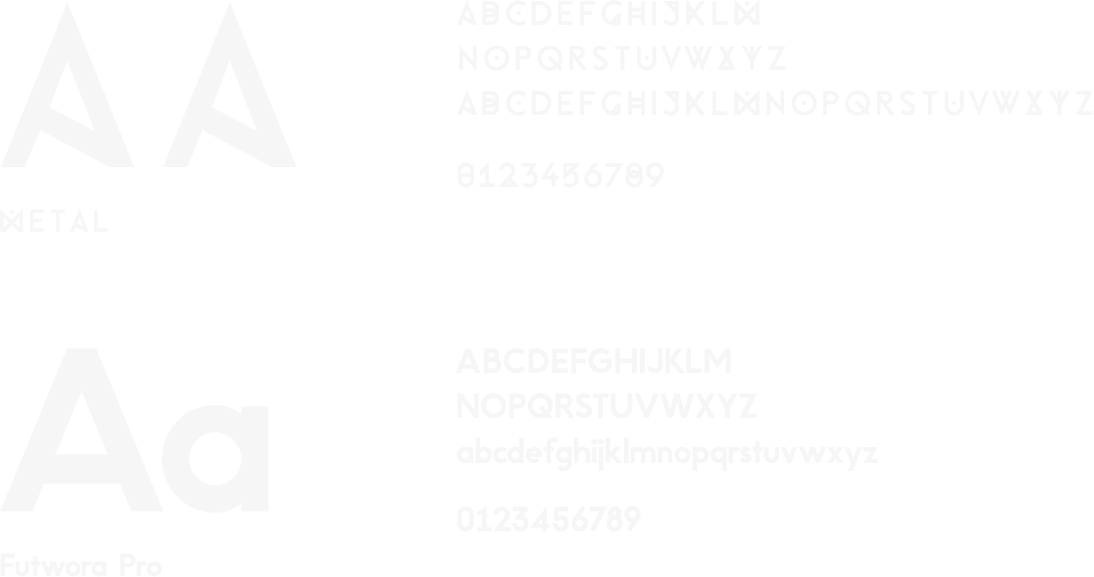 AA
METAL
ABCDEFGHIJKLM
NOPQRSTUVWXYZ
ABCDEFGHIJKLMNOPQRSTUVWXYZ
0123456789
Aa
Futwora Pro
ABCDEFGHIJKLM
NOPQRSTUVWXYZ
abcdefghijklmnopqrstuvwxyz
0123456789